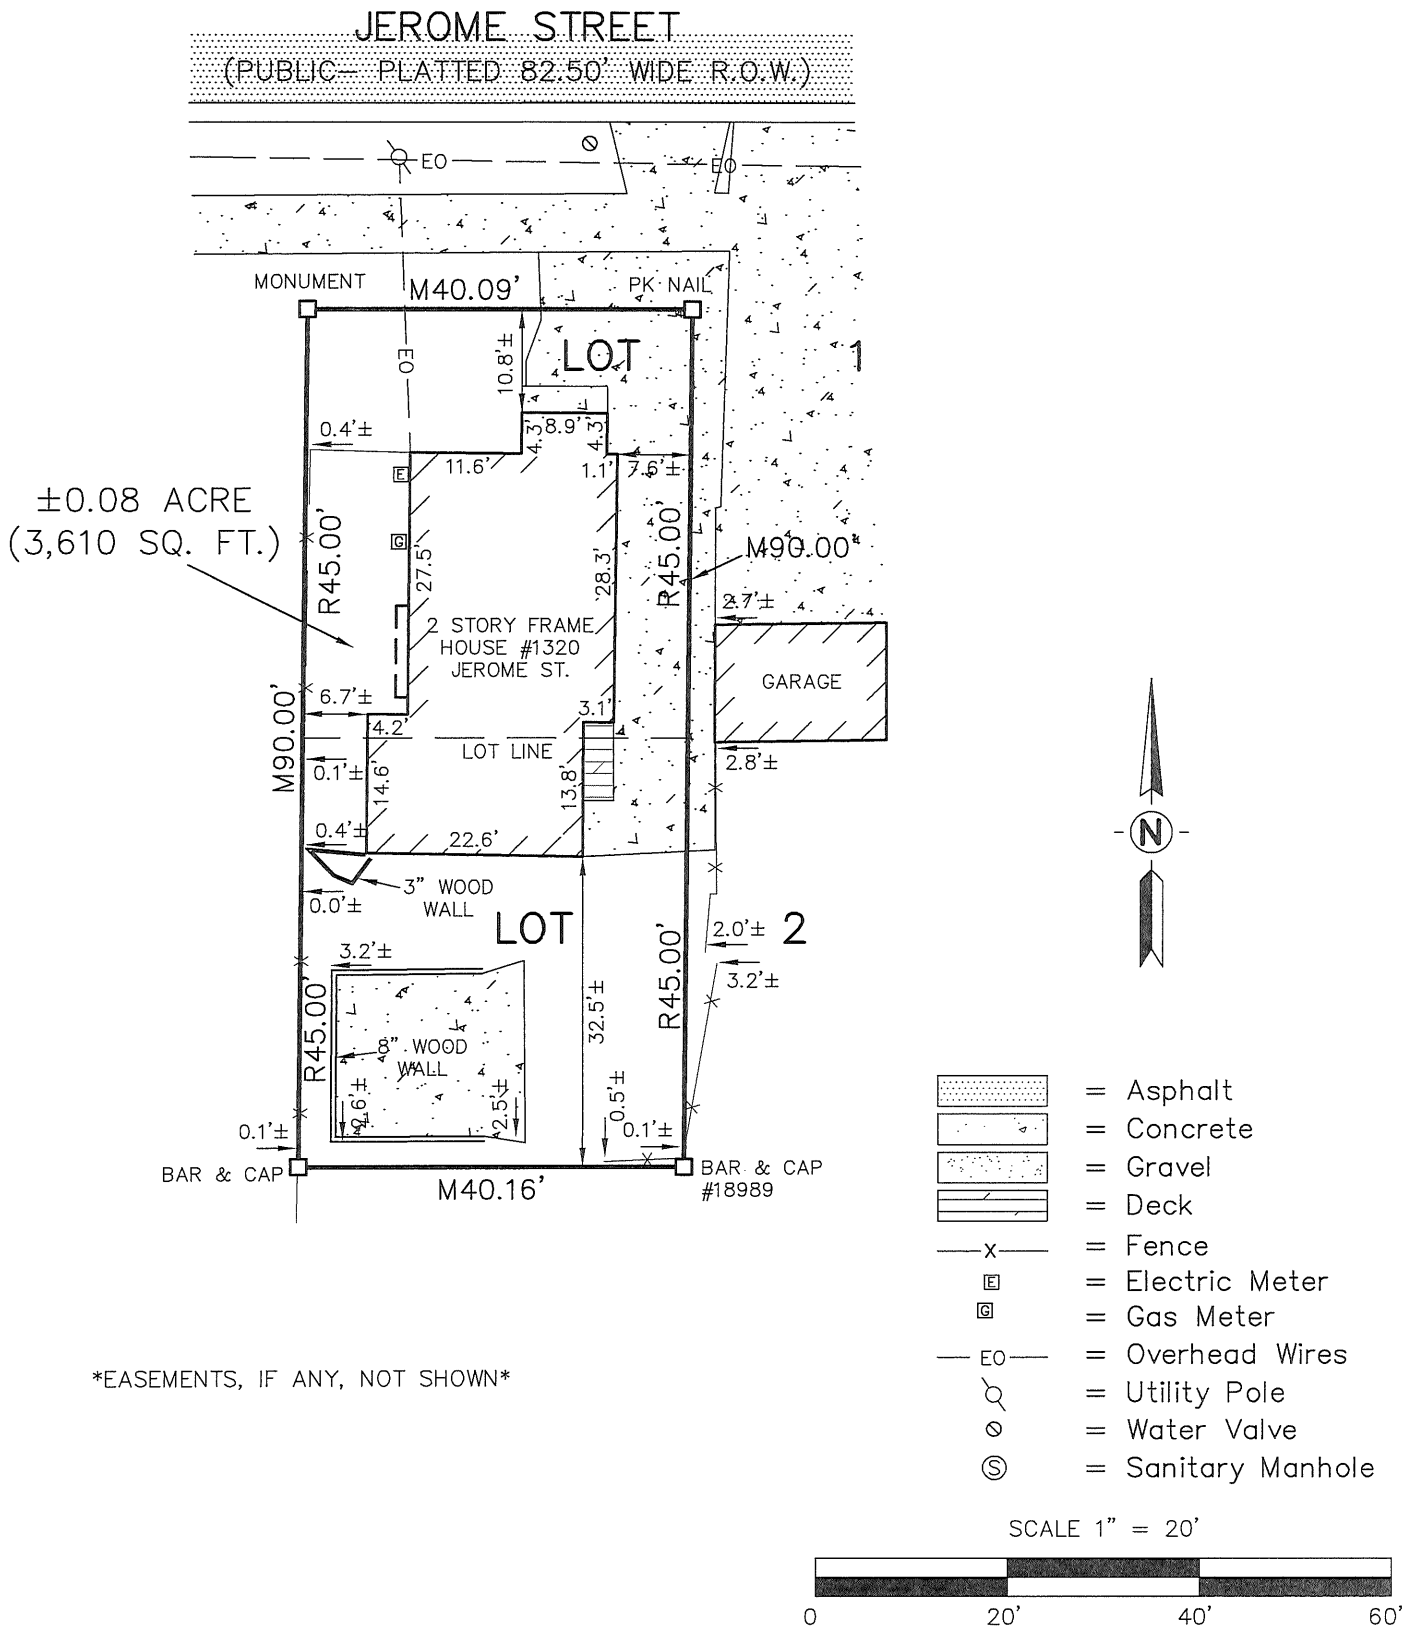 JEROME STREET
(PUBLIC– PLATTED 82.50' WIDE R.O.W.)
EO
EO
MONUMENT
M40.09'
PK NAIL
EO
10.8'±
LOT 1
0.4'±
4.3'
8.9'
4.3'
11.6'
1.1'
7.6'±
E
±0.08 ACRE
(3,610 SQ. FT.)
G
R45.00'
27.5'
28.3'
R45.00'
M90.00'
2.7'±
2 STORY FRAME
HOUSE #1320
JEROME ST.
GARAGE
M90.00'
6.7'±
4.2'
3.1'
LOT LINE
0.1'±
14.6'
13.8'
2.8'±
N
0.4'±
22.6'
3" WOOD
WALL
0.0'±
LOT 2
2.0'±
3.2'±
3.2'±
R45.00'
R45.00'
32.5'±
8" WOOD
WALL
2.6'±
2.5'±
0.5'±
0.1'±
0.1'±
BAR & CAP
M40.16'
BAR & CAP
#18989
= Asphalt
= Concrete
= Gravel
= Deck
X = Fence
E = Electric Meter
G = Gas Meter
EO = Overhead Wires
= Utility Pole
= Water Valve
S = Sanitary Manhole
*EASEMENTS, IF ANY, NOT SHOWN*
SCALE 1" = 20'
0 20' 40' 60'